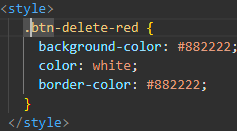 <style>
.btn-delete-red {
background-color: #882222;
color: white;
border-color: #882222;
}
</style>